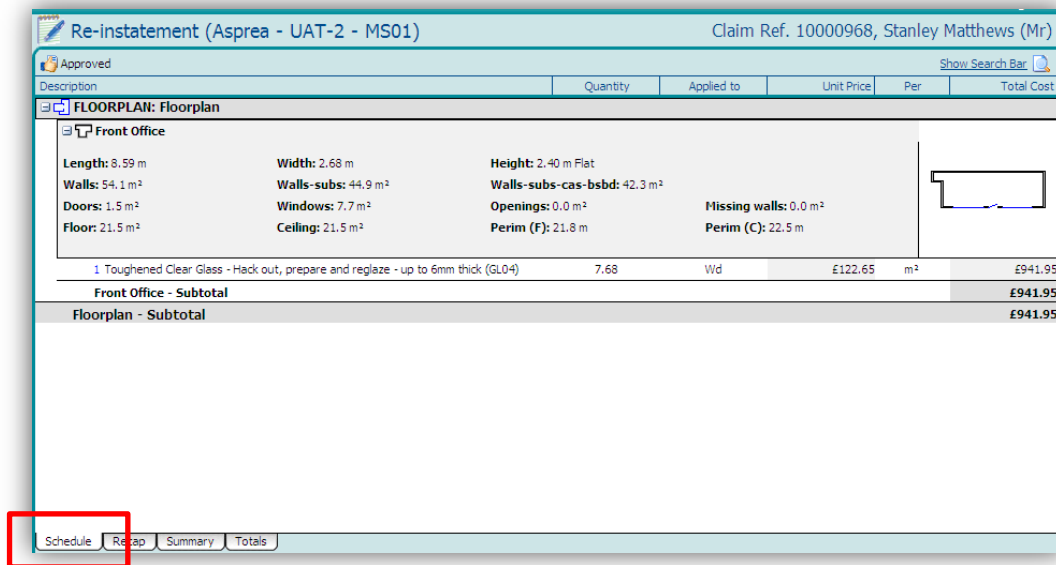 Re-instatement (Asprea - UAT-2 - MS01) Claim Ref. 10000968, Stanley Matthews (Mr)
Approved Show Search Bar
Description Quantity Applied to Unit Price Per Total Cost
FLOORPLAN: Floorplan
Front Office
Length: 8.59 m Width: 2.68 m Height: 2.40 m Flat
Walls: 54.1 m² Walls-subs: 44.9 m² Walls-subs-cas-bsbd: 42.3 m²
Doors: 1.5 m² Windows: 7.7 m² Openings: 0.0 m² Missing walls: 0.0 m²
Floor: 21.5 m² Ceiling: 21.5 m² Perim (F): 21.8 m Perim (C): 22.5 m
1 Toughened Clear Glass - Hack out, prepare and reglaze - up to 6mm thick (GL04) 7.68 Wd £122.65 m² £941.95
Front Office - Subtotal £941.95
Floorplan - Subtotal £941.95
Schedule Recap Summary Totals